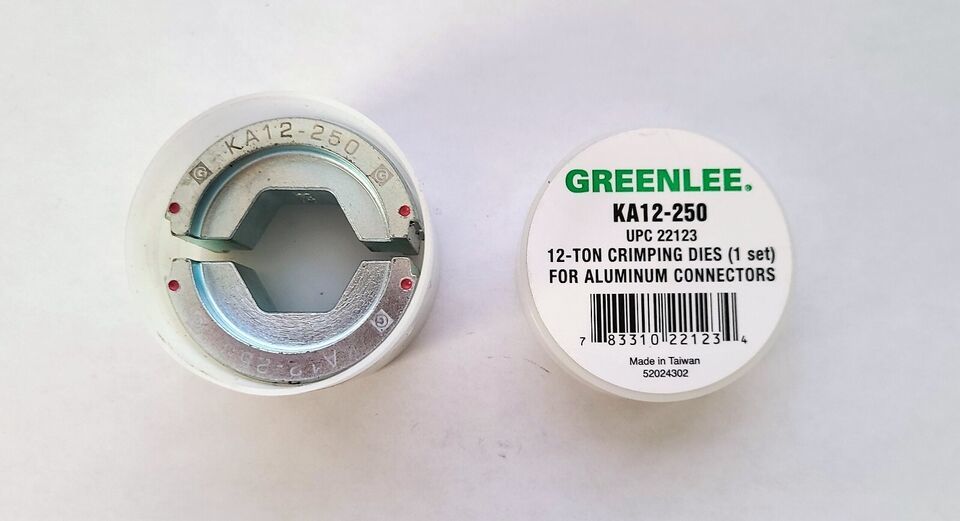 KA12-250
GREENLEE®
KA12-250
UPC 22123
12-TON CRIMPING DIES (1 set)
FOR ALUMINUM CONNECTORS
7 83310 22123 4
Made in Taiwan
52024302